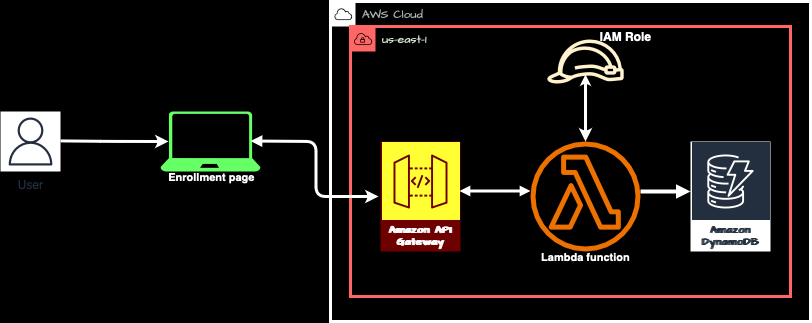 AWS Cloud
us-east-1
IAM Role
</>
User
Enrollment page
Amazon API
Gateway
Lambda function
Amazon
DynamoDB